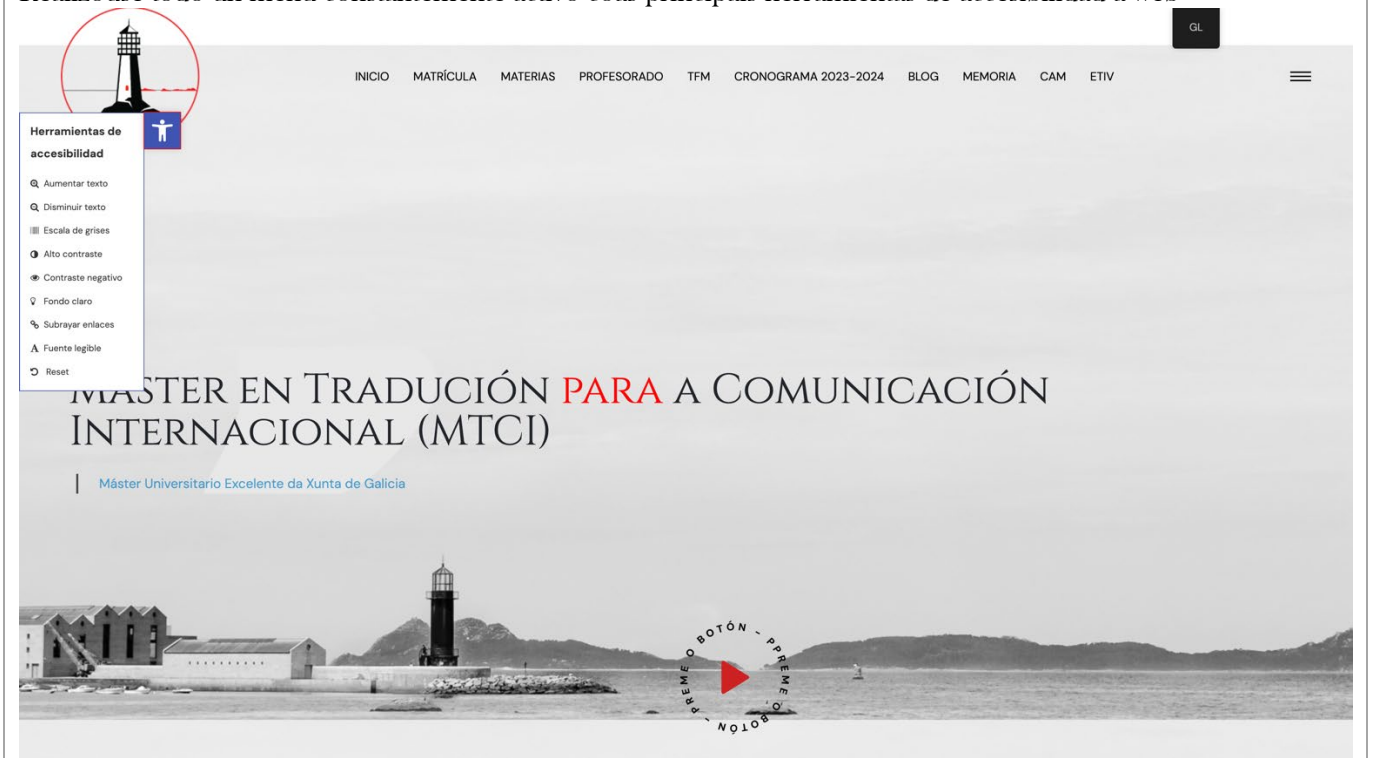 GL
INICIO MATRÍCULA MATERIAS PROFESORADO TFM CRONOGRAMA 2023-2024 BLOG MEMORIA CAM ETIV
Herramientas de
accesibilidad
Aumentar texto
Disminuir texto
Escala de grises
Alto contraste
Contraste negativo
Fondo claro
Subrayar enlaces
Fuente legible
Reset
Máster en Tradución para a Comunicación
Internacional (MTCI)
Máster Universitario Excelente da Xunta de Galicia
PREME O BOTÓN - PPREME O BOTÓN -